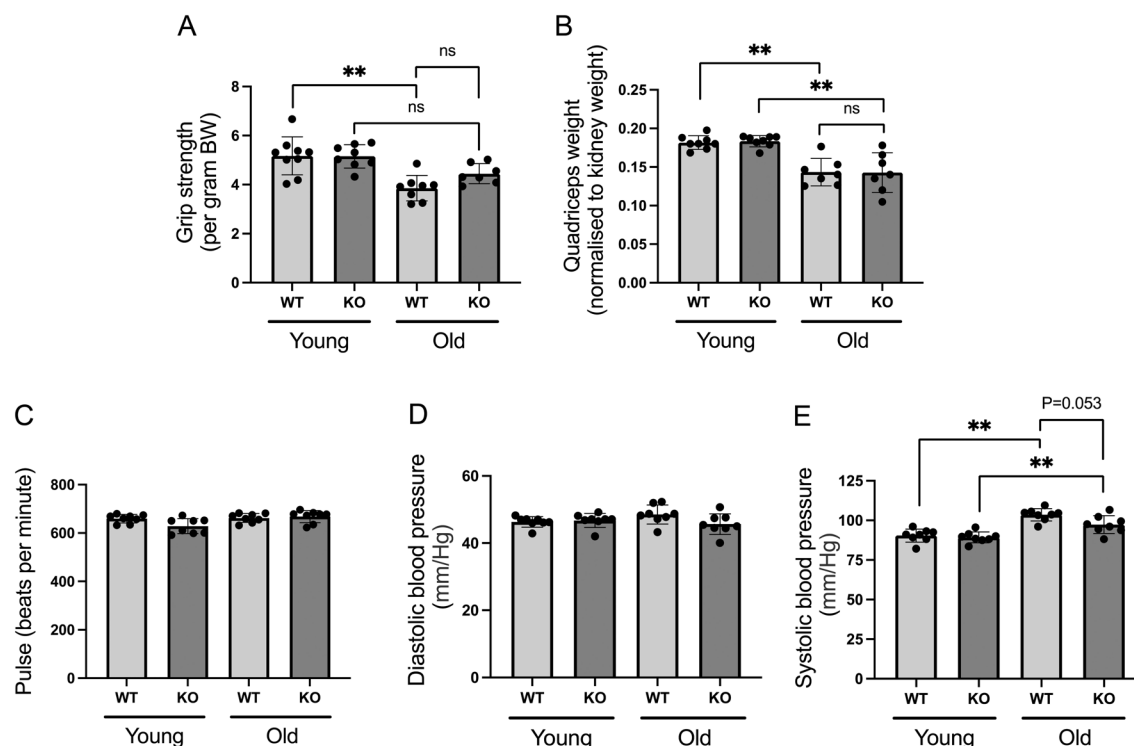 A
ns
**
ns
Grip strength
(per gram BW)
8
6
4
2
0
WT KO WT KO
Young Old
B
**
**
ns
Quadriceps weight
(normalised to kidney weight)
0.25
0.20
0.15
0.10
0.05
0.00
WT KO WT KO
Young Old
C
Pulse (beats per minute)
800
600
400
200
0
WT KO WT KO
Young Old
D
Diastolic blood pressure
(mm/Hg)
60
40
20
0
WT KO WT KO
Young Old
E
P=0.053
**
**
Systolic blood pressure
(mm/Hg)
125
100
75
50
25
0
WT KO WT KO
Young Old